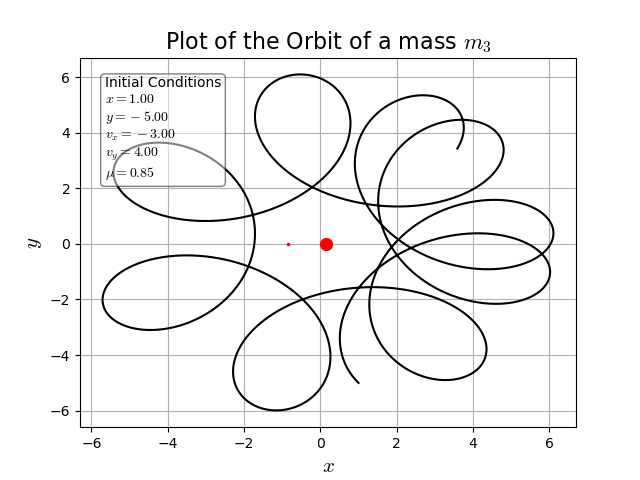 Plot of the Orbit of a mass m₃
Initial Conditions
x = 1.00
y = −5.00
vₓ = −3.00
v_y = 4.00
μ = 0.85
6
4
2
0
−2
−4
−6
y
−6 −4 −2 0 2 4 6
x